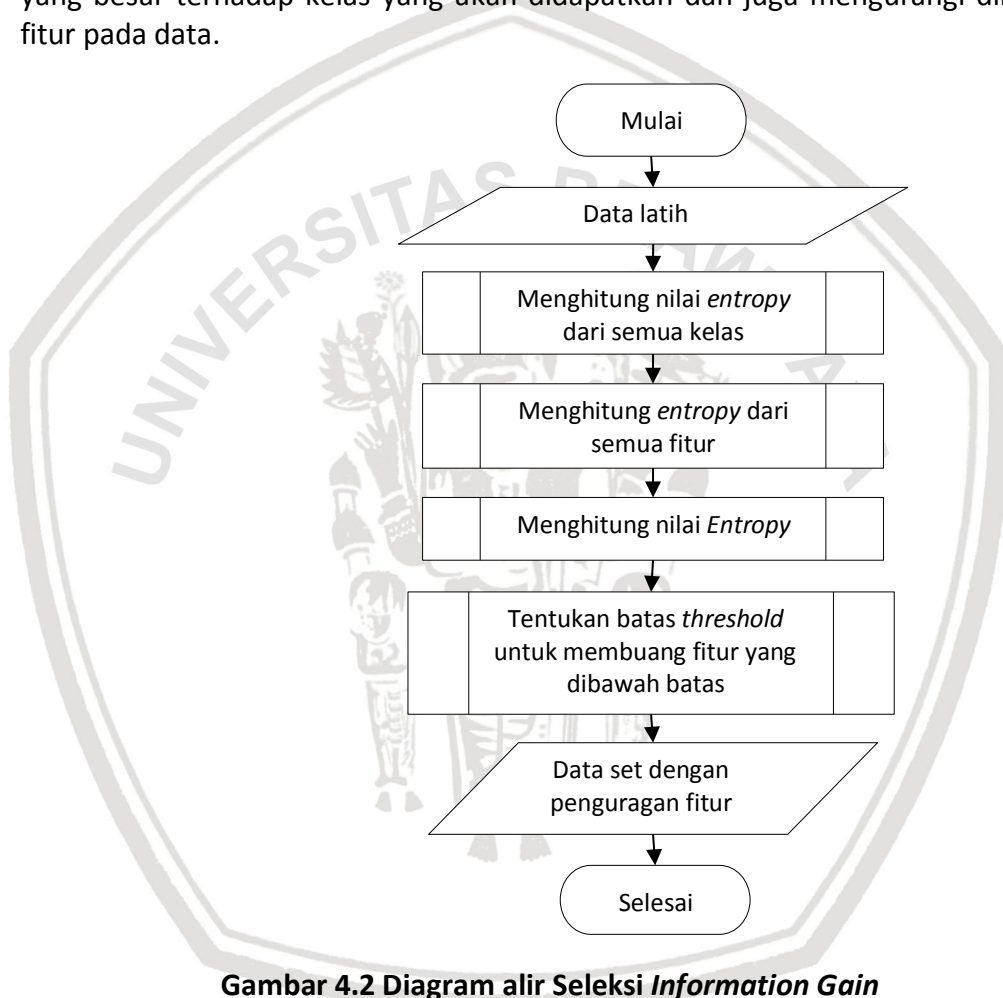 yang besar terhadap kelas yang akan didapatkan dan juga mengurangi
fitur pada data.
Mulai
Data latih
Menghitung nilai entropy
dari semua kelas
Menghitung entropy dari
semua fitur
Menghitung nilai Entropy
Tentukan batas threshold
untuk membuang fitur yang
dibawah batas
Data set dengan
penguragan fitur
Selesai
Gambar 4.2 Diagram alir Seleksi Information Gain
UNIVERSITAS